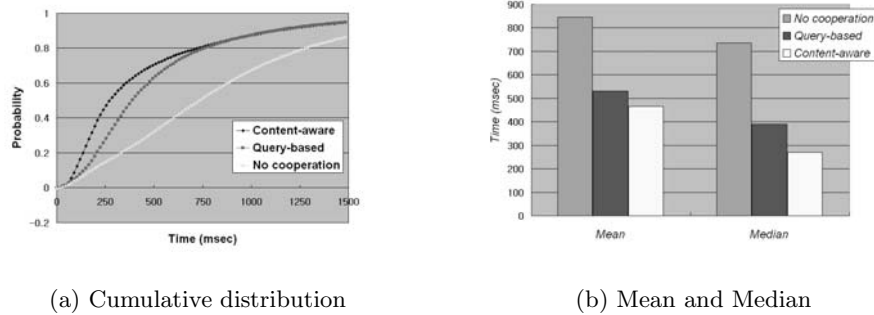 1
0.8
0.6
0.4
0.2
0
-0.2
Probability
0
250
500
750
1000
1250
1500
Time (msec)
Content-aware
Query-based
No cooperation
(a) Cumulative distribution
900
800
700
600
500
400
300
200
100
0
Time (msec)
No cooperation
Query-based
Content-aware
Mean
Median
(b) Mean and Median